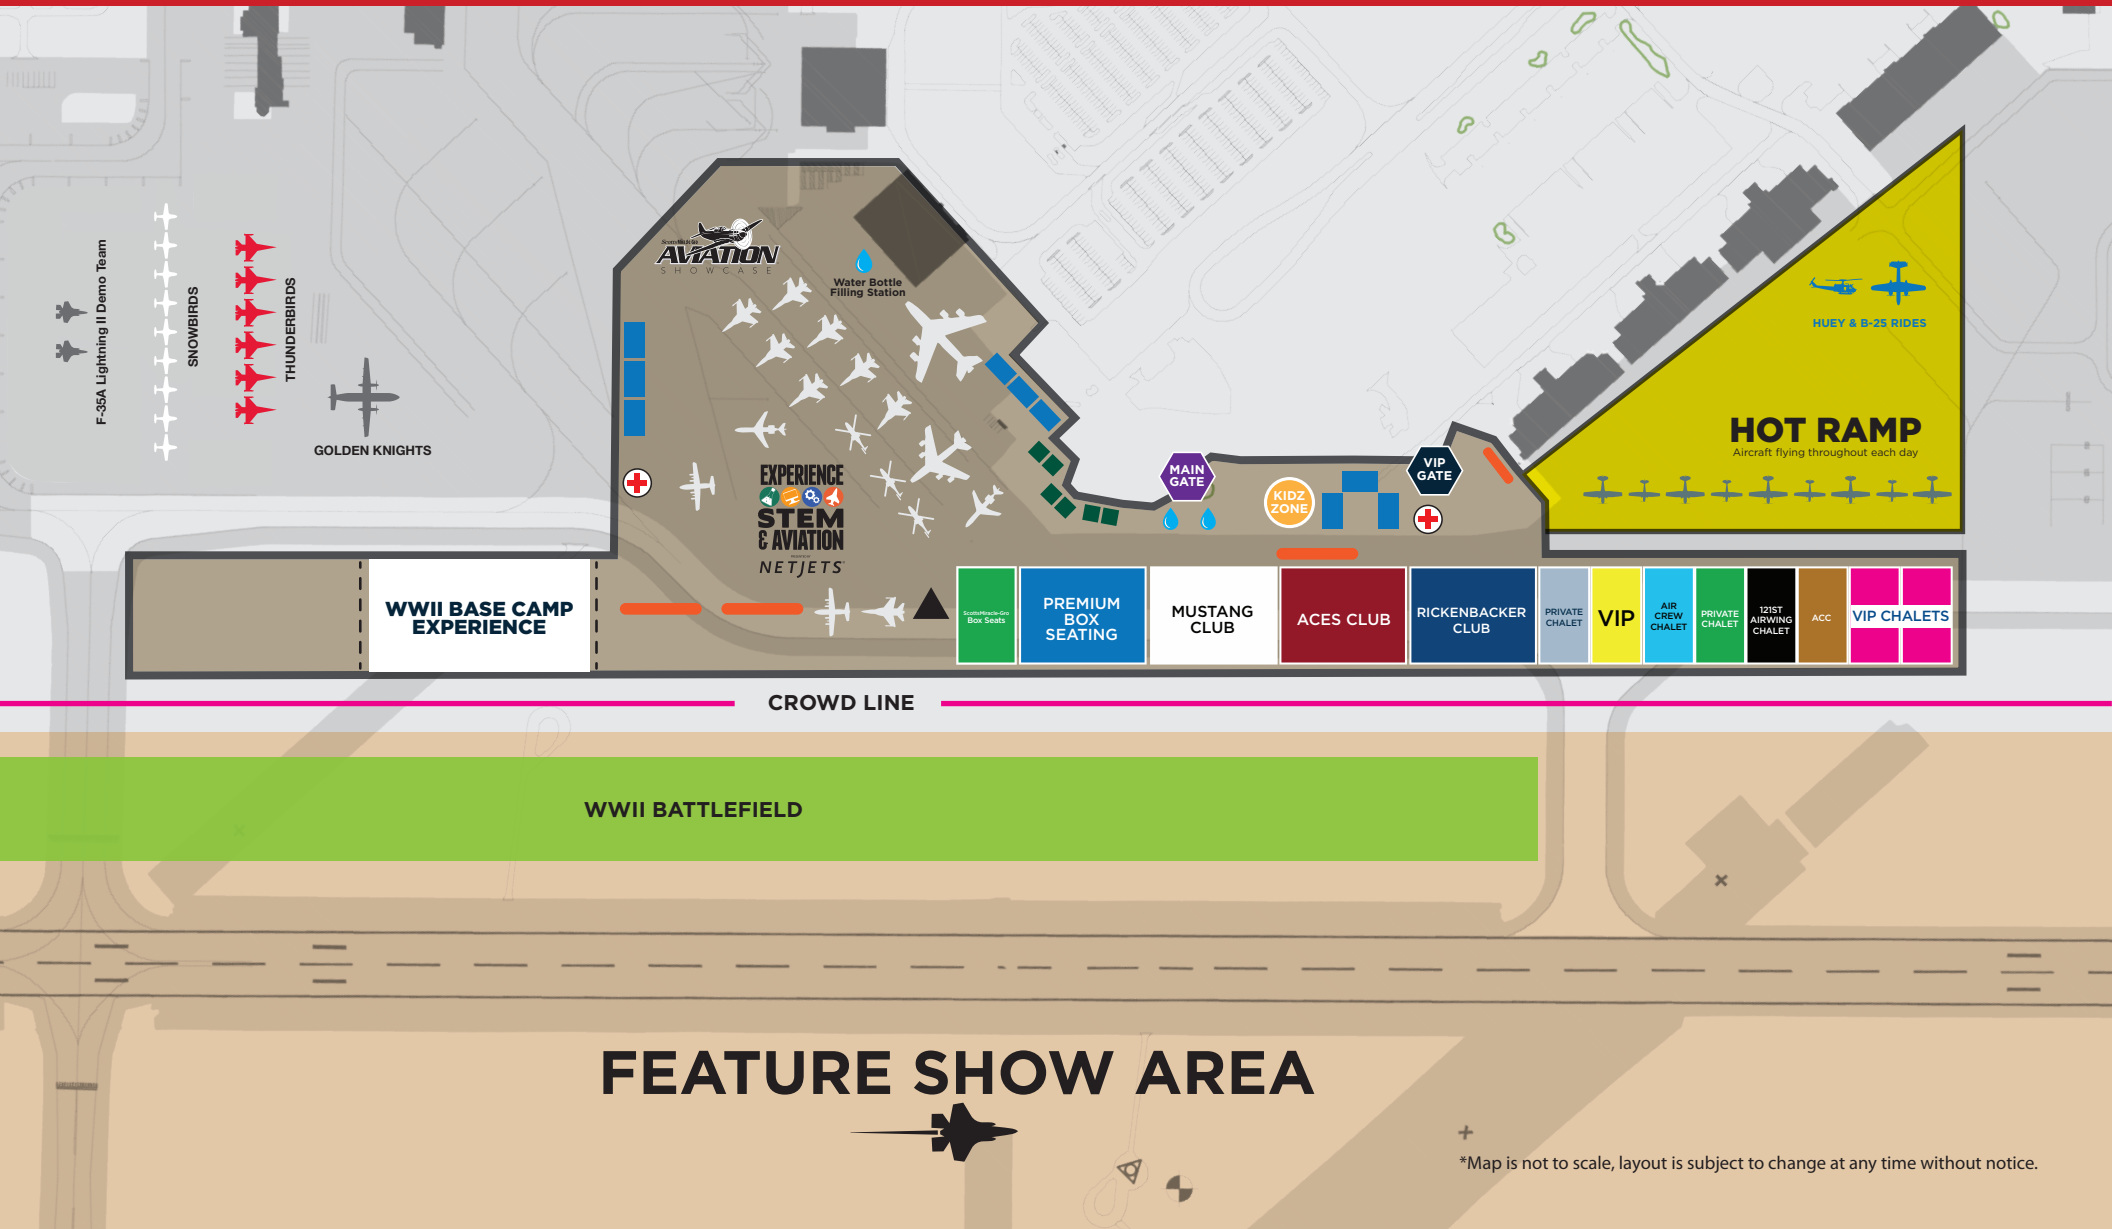 F-35A Lightning II Demo Team
SNOWBIRDS
THUNDERBIRDS
GOLDEN KNIGHTS
AVIATION
SHOWCASE
Water Bottle
Filling Station
EXPERIENCE
STEM
& AVIATION
NETJETS
MAIN
GATE
KIDZ
ZONE
VIP
GATE
HUEY & B-25 RIDES
HOT RAMP
Aircraft flying throughout each day
WWII BASE CAMP
EXPERIENCE
ScottsMiracle-Gro
Box Seats
PREMIUM
BOX
SEATING
MUSTANG
CLUB
ACES CLUB
RICKENBACKER
CLUB
PRIVATE
CHALET
VIP
AIR
CREW
CHALET
PRIVATE
CHALET
121ST
AIRWING
CHALET
ACC
VIP CHALETS
CROWD LINE
WWII BATTLEFIELD
FEATURE SHOW AREA
*Map is not to scale, layout is subject to change at any time without notice.